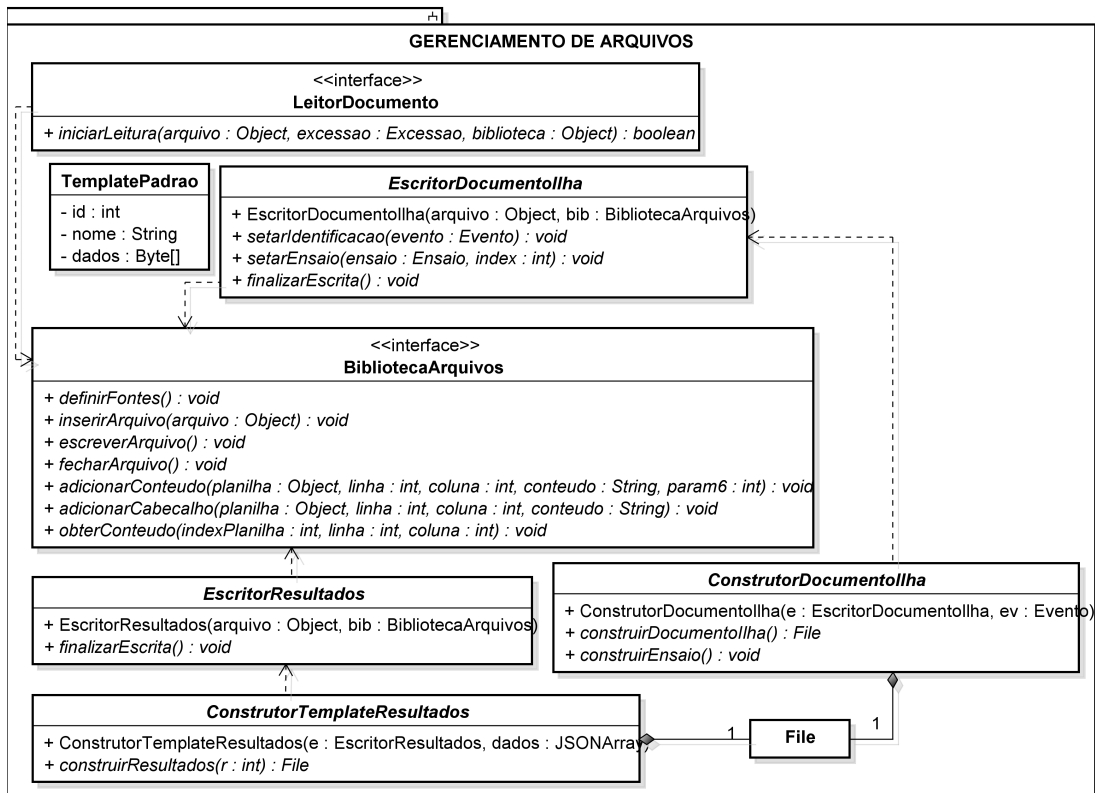 GERENCIAMENTO DE ARQUIVOS
<<interface>>
LeitorDocumento
+ iniciarLeitura(arquivo : Object, excessao : Excessao, biblioteca : Object) : boolean
TemplatePadrao
- id : int
- nome : String
- dados : Byte[]
EscritorDocumentoIlha
+ EscritorDocumentoIlha(arquivo : Object, bib : BibliotecaArquivos)
+ setarIdentificacao(evento : Evento) : void
+ setarEnsaio(ensaio : Ensaio, index : int) : void
+ finalizarEscrita() : void
<<interface>>
BibliotecaArquivos
+ definirFontes() : void
+ inserirArquivo(arquivo : Object) : void
+ escreverArquivo() : void
+ fecharArquivo() : void
+ adicionarConteudo(planilha : Object, linha : int, coluna : int, conteudo : String, param6 : int) : void
+ adicionarCabecalho(planilha : Object, linha : int, coluna : int, conteudo : String) : void
+ obterConteudo(indexPlanilha : int, linha : int, coluna : int) : void
EscritorResultados
+ EscritorResultados(arquivo : Object, bib : BibliotecaArquivos)
+ finalizarEscrita() : void
ConstrutorDocumentoIlha
+ ConstrutorDocumentoIlha(e : EscritorDocumentoIlha, ev : Evento)
+ construirDocumentoIlha() : File
+ construirEnsaio() : void
ConstrutorTemplateResultados
+ ConstrutorTemplateResultados(e : EscritorResultados, dados : JSONArray)
+ construirResultados(r : int) : File
1
File
1